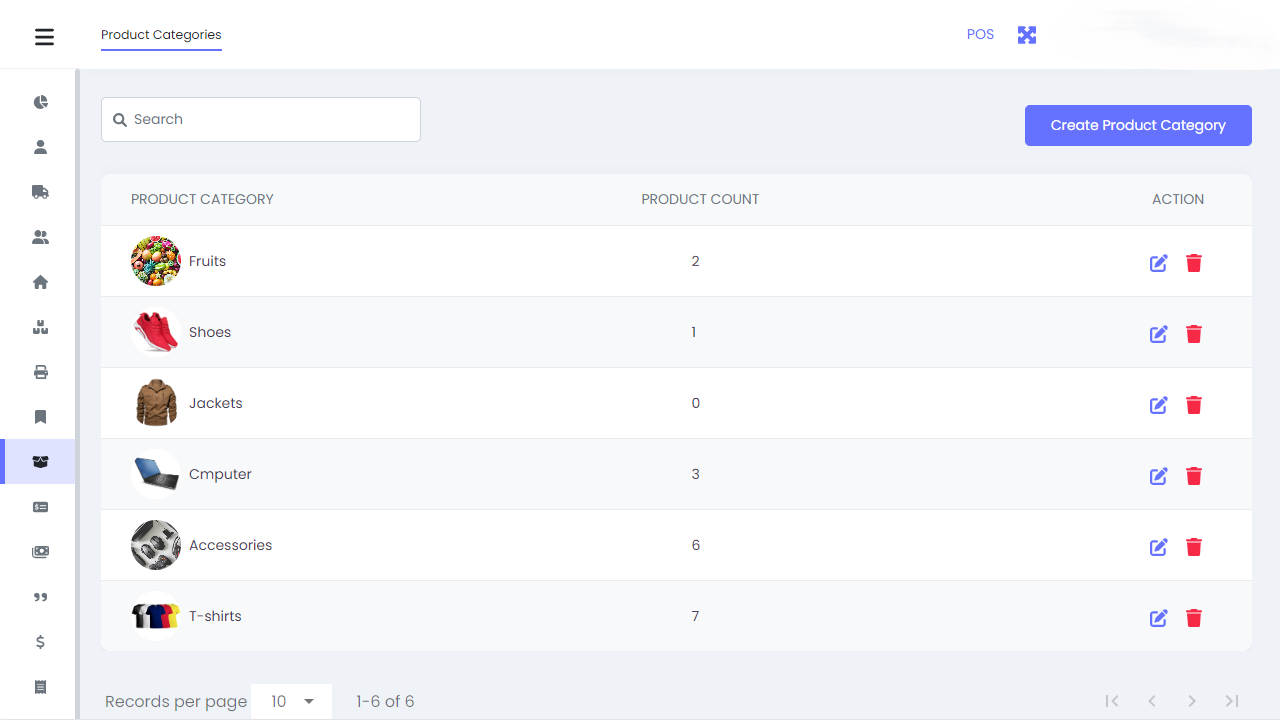 Product Categories
POS
Search
Create Product Category
PRODUCT CATEGORY PRODUCT COUNT ACTION
Fruits 2
Shoes 1
Jackets 0
Cmputer 3
Accessories 6
T-shirts 7
Records per page 10 1-6 of 6